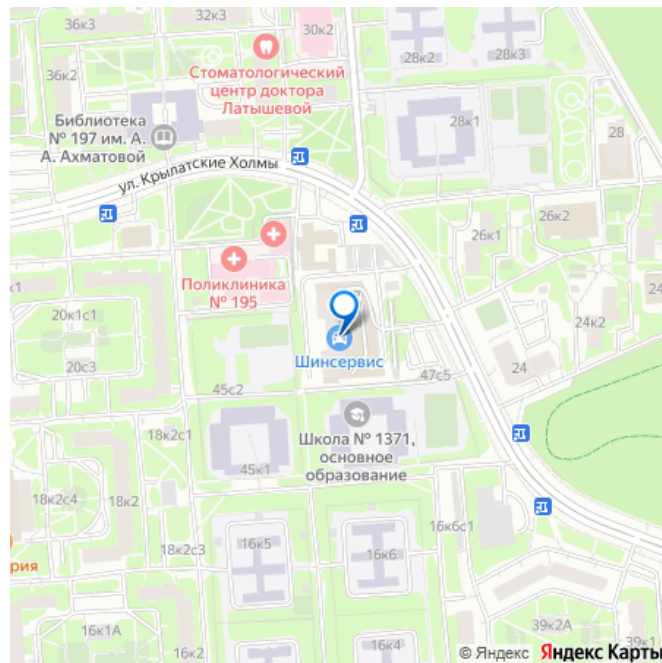 36к3
32к3
30к2
28к2
28к3
36к2
Стоматологический
центр доктора
Латышевой
Библиотека
№ 197 им. А.
А. Ахматовой
28к1
28
ул. Крылатские Холмы
26к2
26к1
Поликлиника
№ 195
к1
20к1с1
24к2
24
20с3
Шинсервис
45с2
47с5
24
18к2с1
Школа № 1371,
основное
образование
45к1
18к2с4
18к2
16к6с1
18к2с3
16к5
16к6
рия
16к1А
16к2
16к4
39к2А
39к1
© Яндекс Яндекс Карты